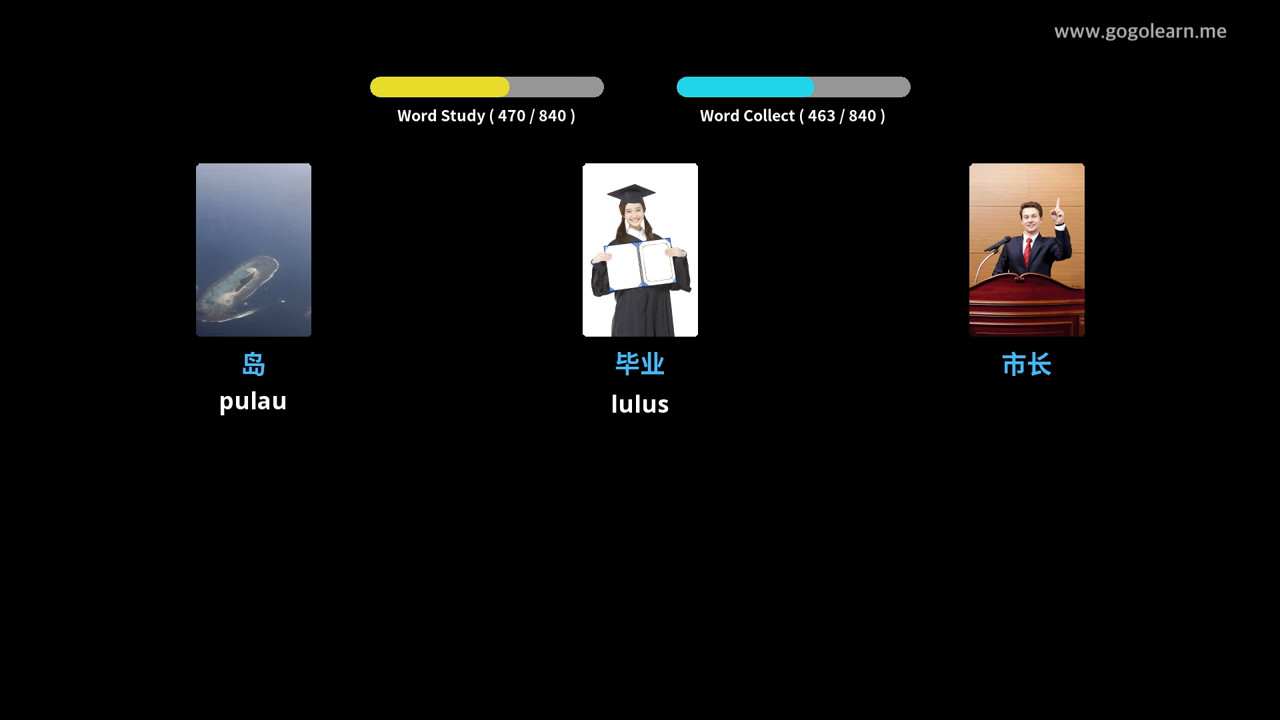 www.gogolearn.me
Word Study ( 470 / 840 )
Word Collect ( 463 / 840 )
岛
毕业
市长
pulau
lulus